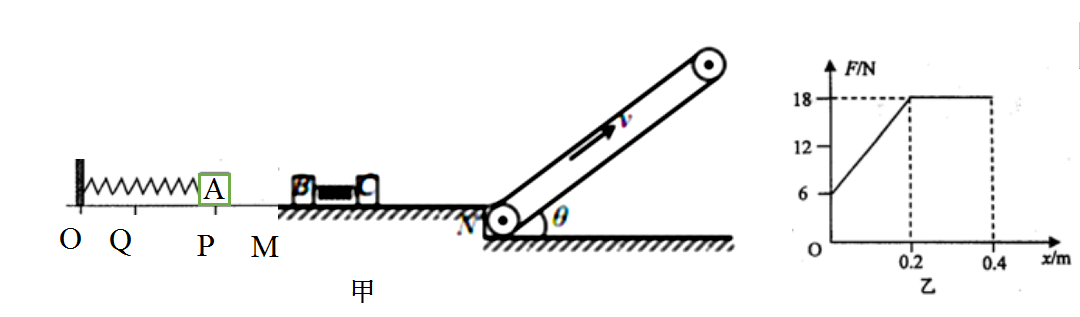 A
B C
v
N θ
O Q P M
甲
F/N
18
12
6
O 0.2 0.4 x/m
乙